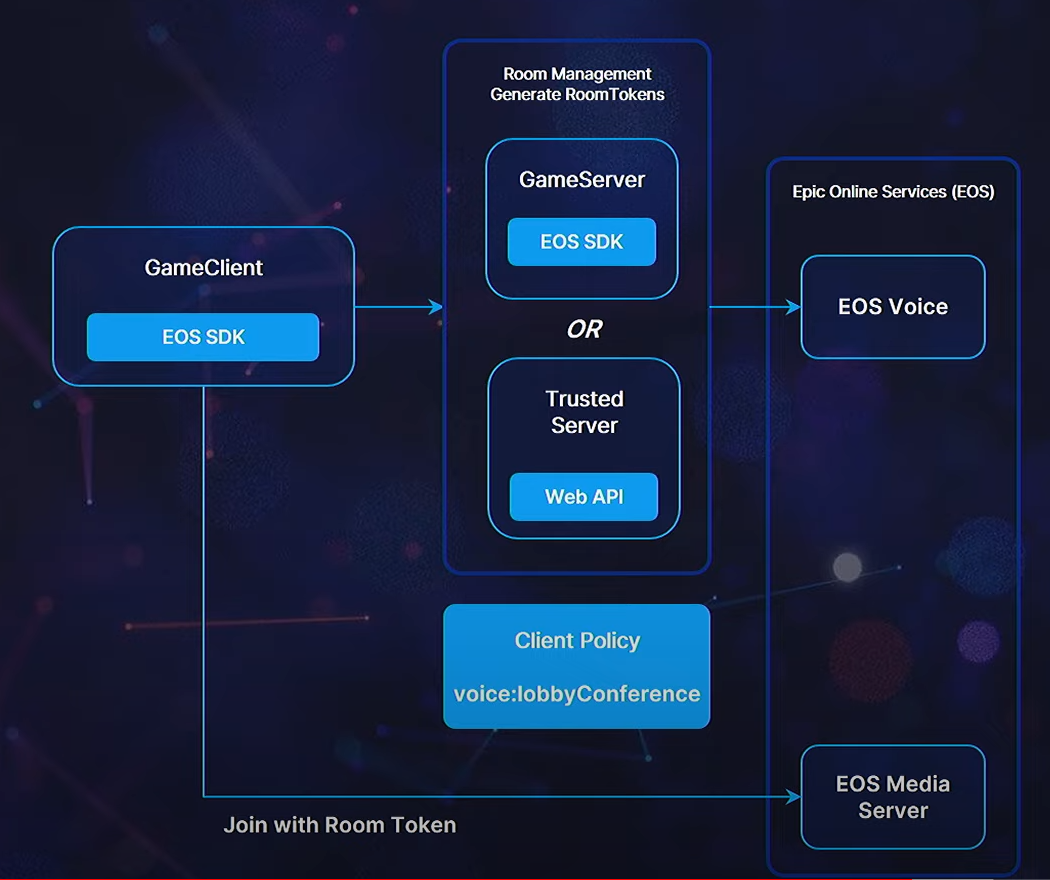 Room Management
Generate RoomTokens
GameServer
EOS SDK
Epic Online Services (EOS)
GameClient
EOS SDK
EOS Voice
OR
Trusted
Server
Web API
Client Policy
voice:lobbyConference
EOS Media
Server
Join with Room Token